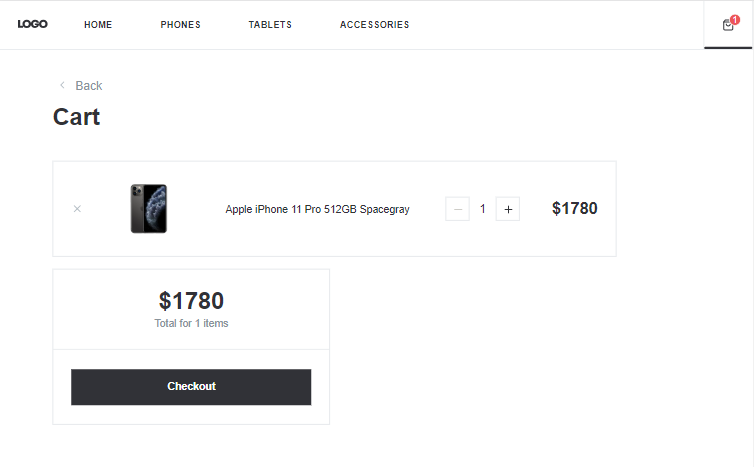 LOGO HOME PHONES TABLETS ACCESSORIES 1
Back
Cart
Apple iPhone 11 Pro 512GB Spacegray 1 + $1780
$1780
Total for 1 items
Checkout